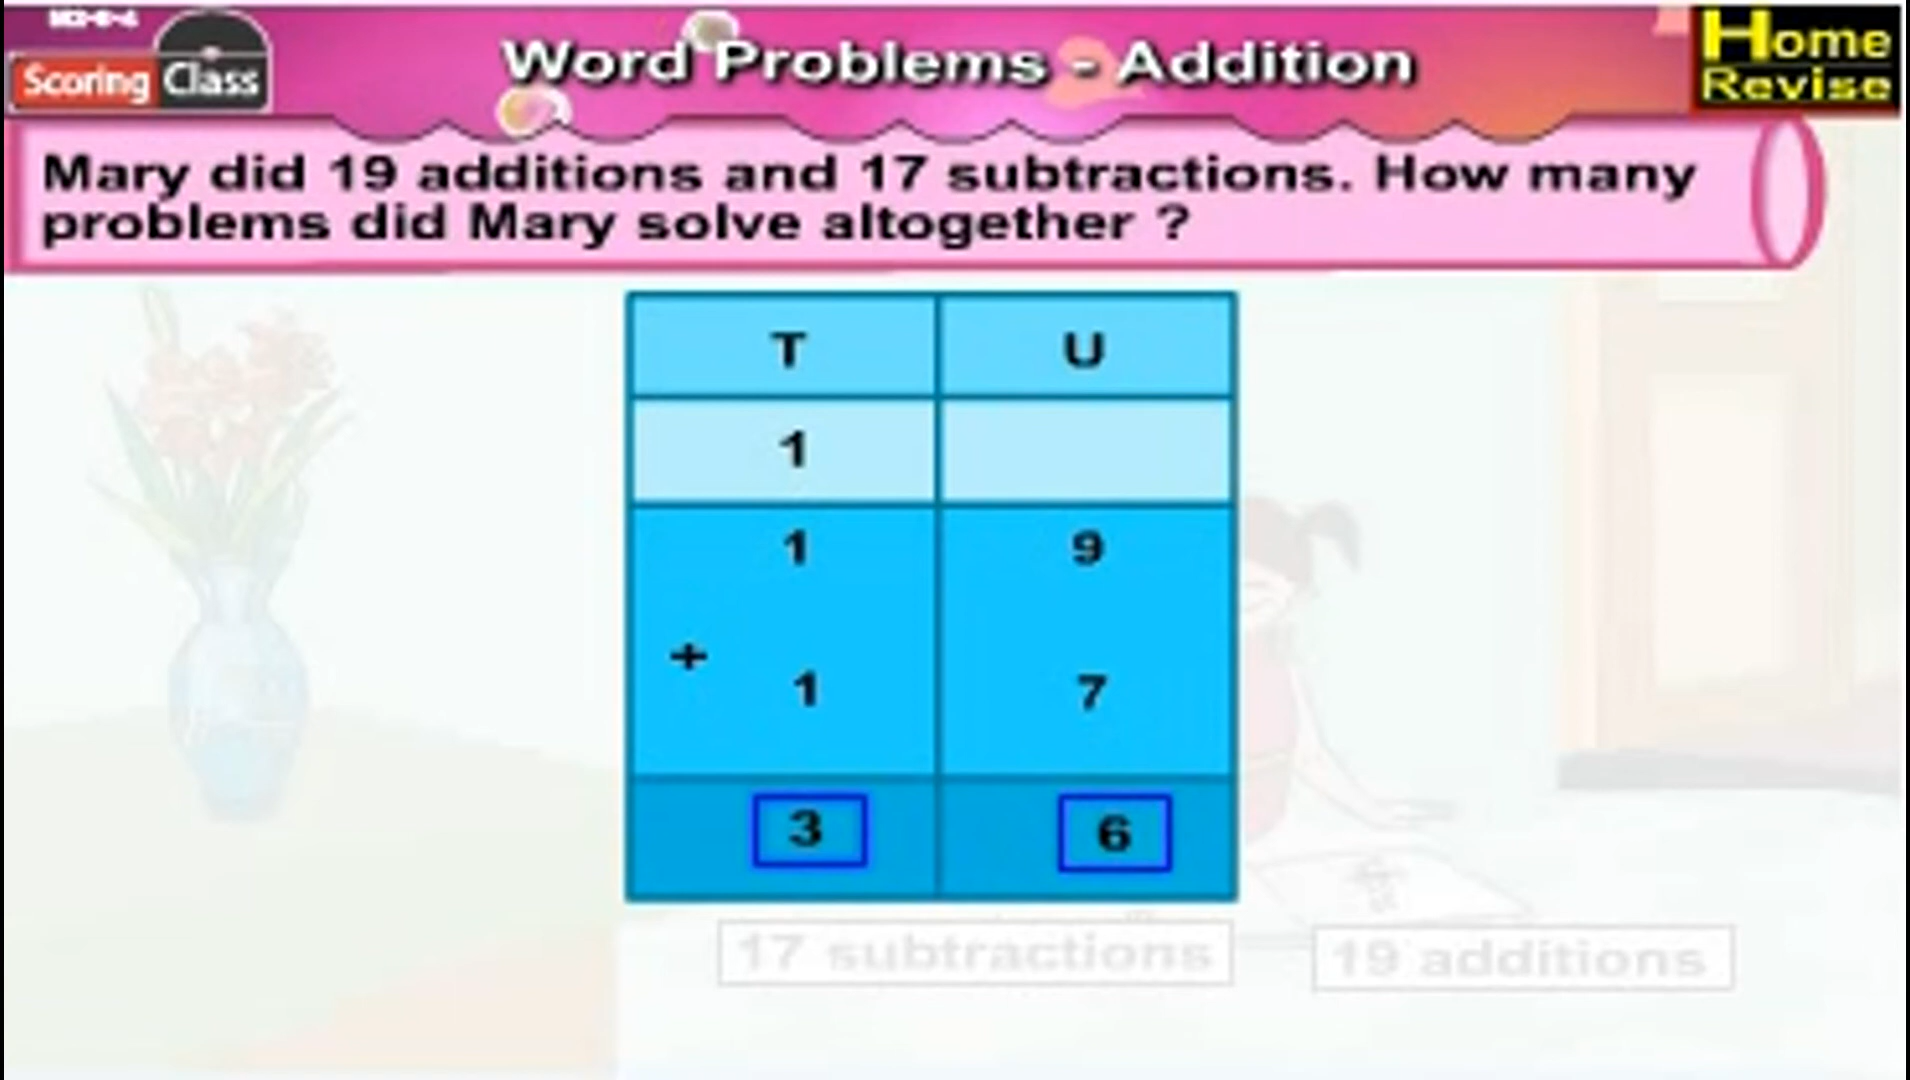 Scoring Class
Word Problems - Addition
Home
Revise
Mary did 19 additions and 17 subtractions. How many
problems did Mary solve altogether ?
T U
1
1 9
+ 1 7
3 6
17 subtractions 19 additions